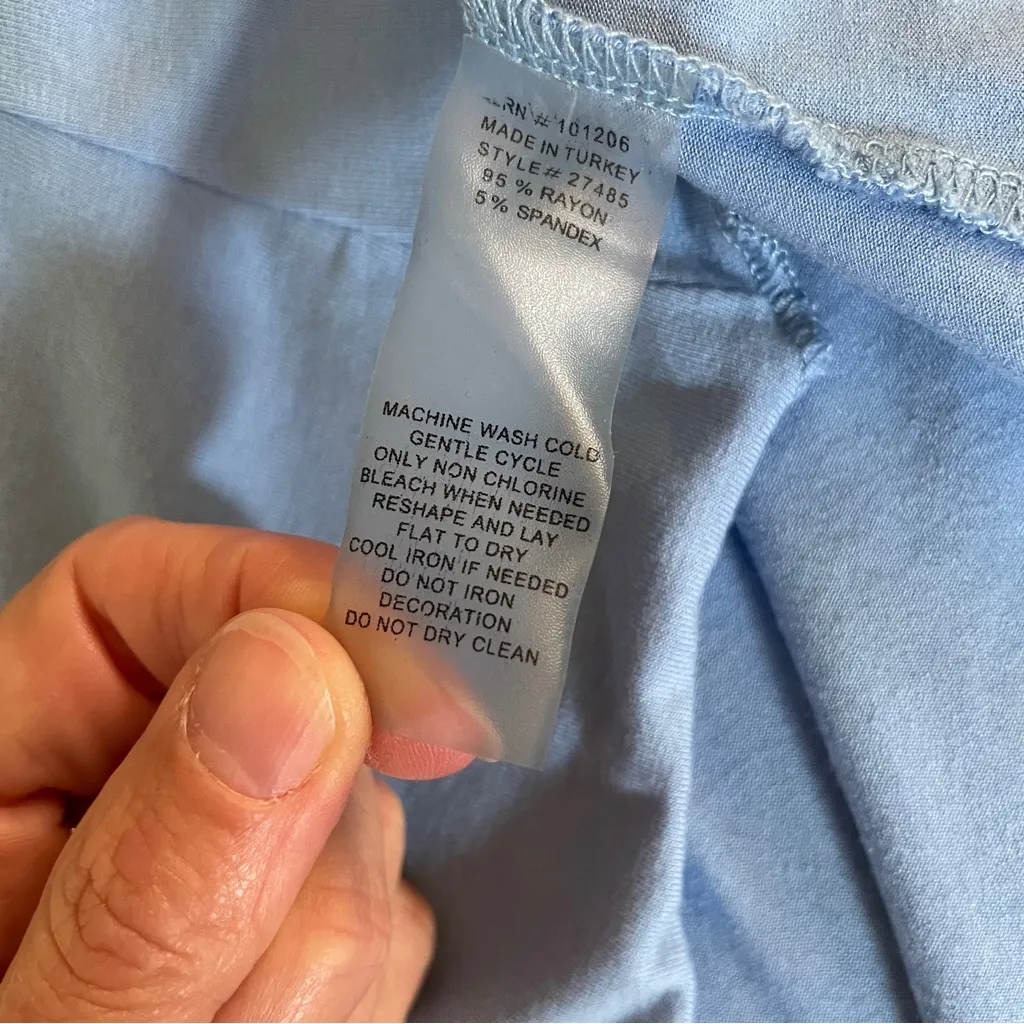 RN # 101206
MADE IN TURKEY
STYLE# 27485
95 % RAYON
5 % SPANDEX
MACHINE WASH COLD
GENTLE CYCLE
ONLY NON CHLORINE
BLEACH WHEN NEEDED
RESHAPE AND LAY
FLAT TO DRY
COOL IRON IF NEEDED
DO NOT IRON
DECORATION
DO NOT DRY CLEAN